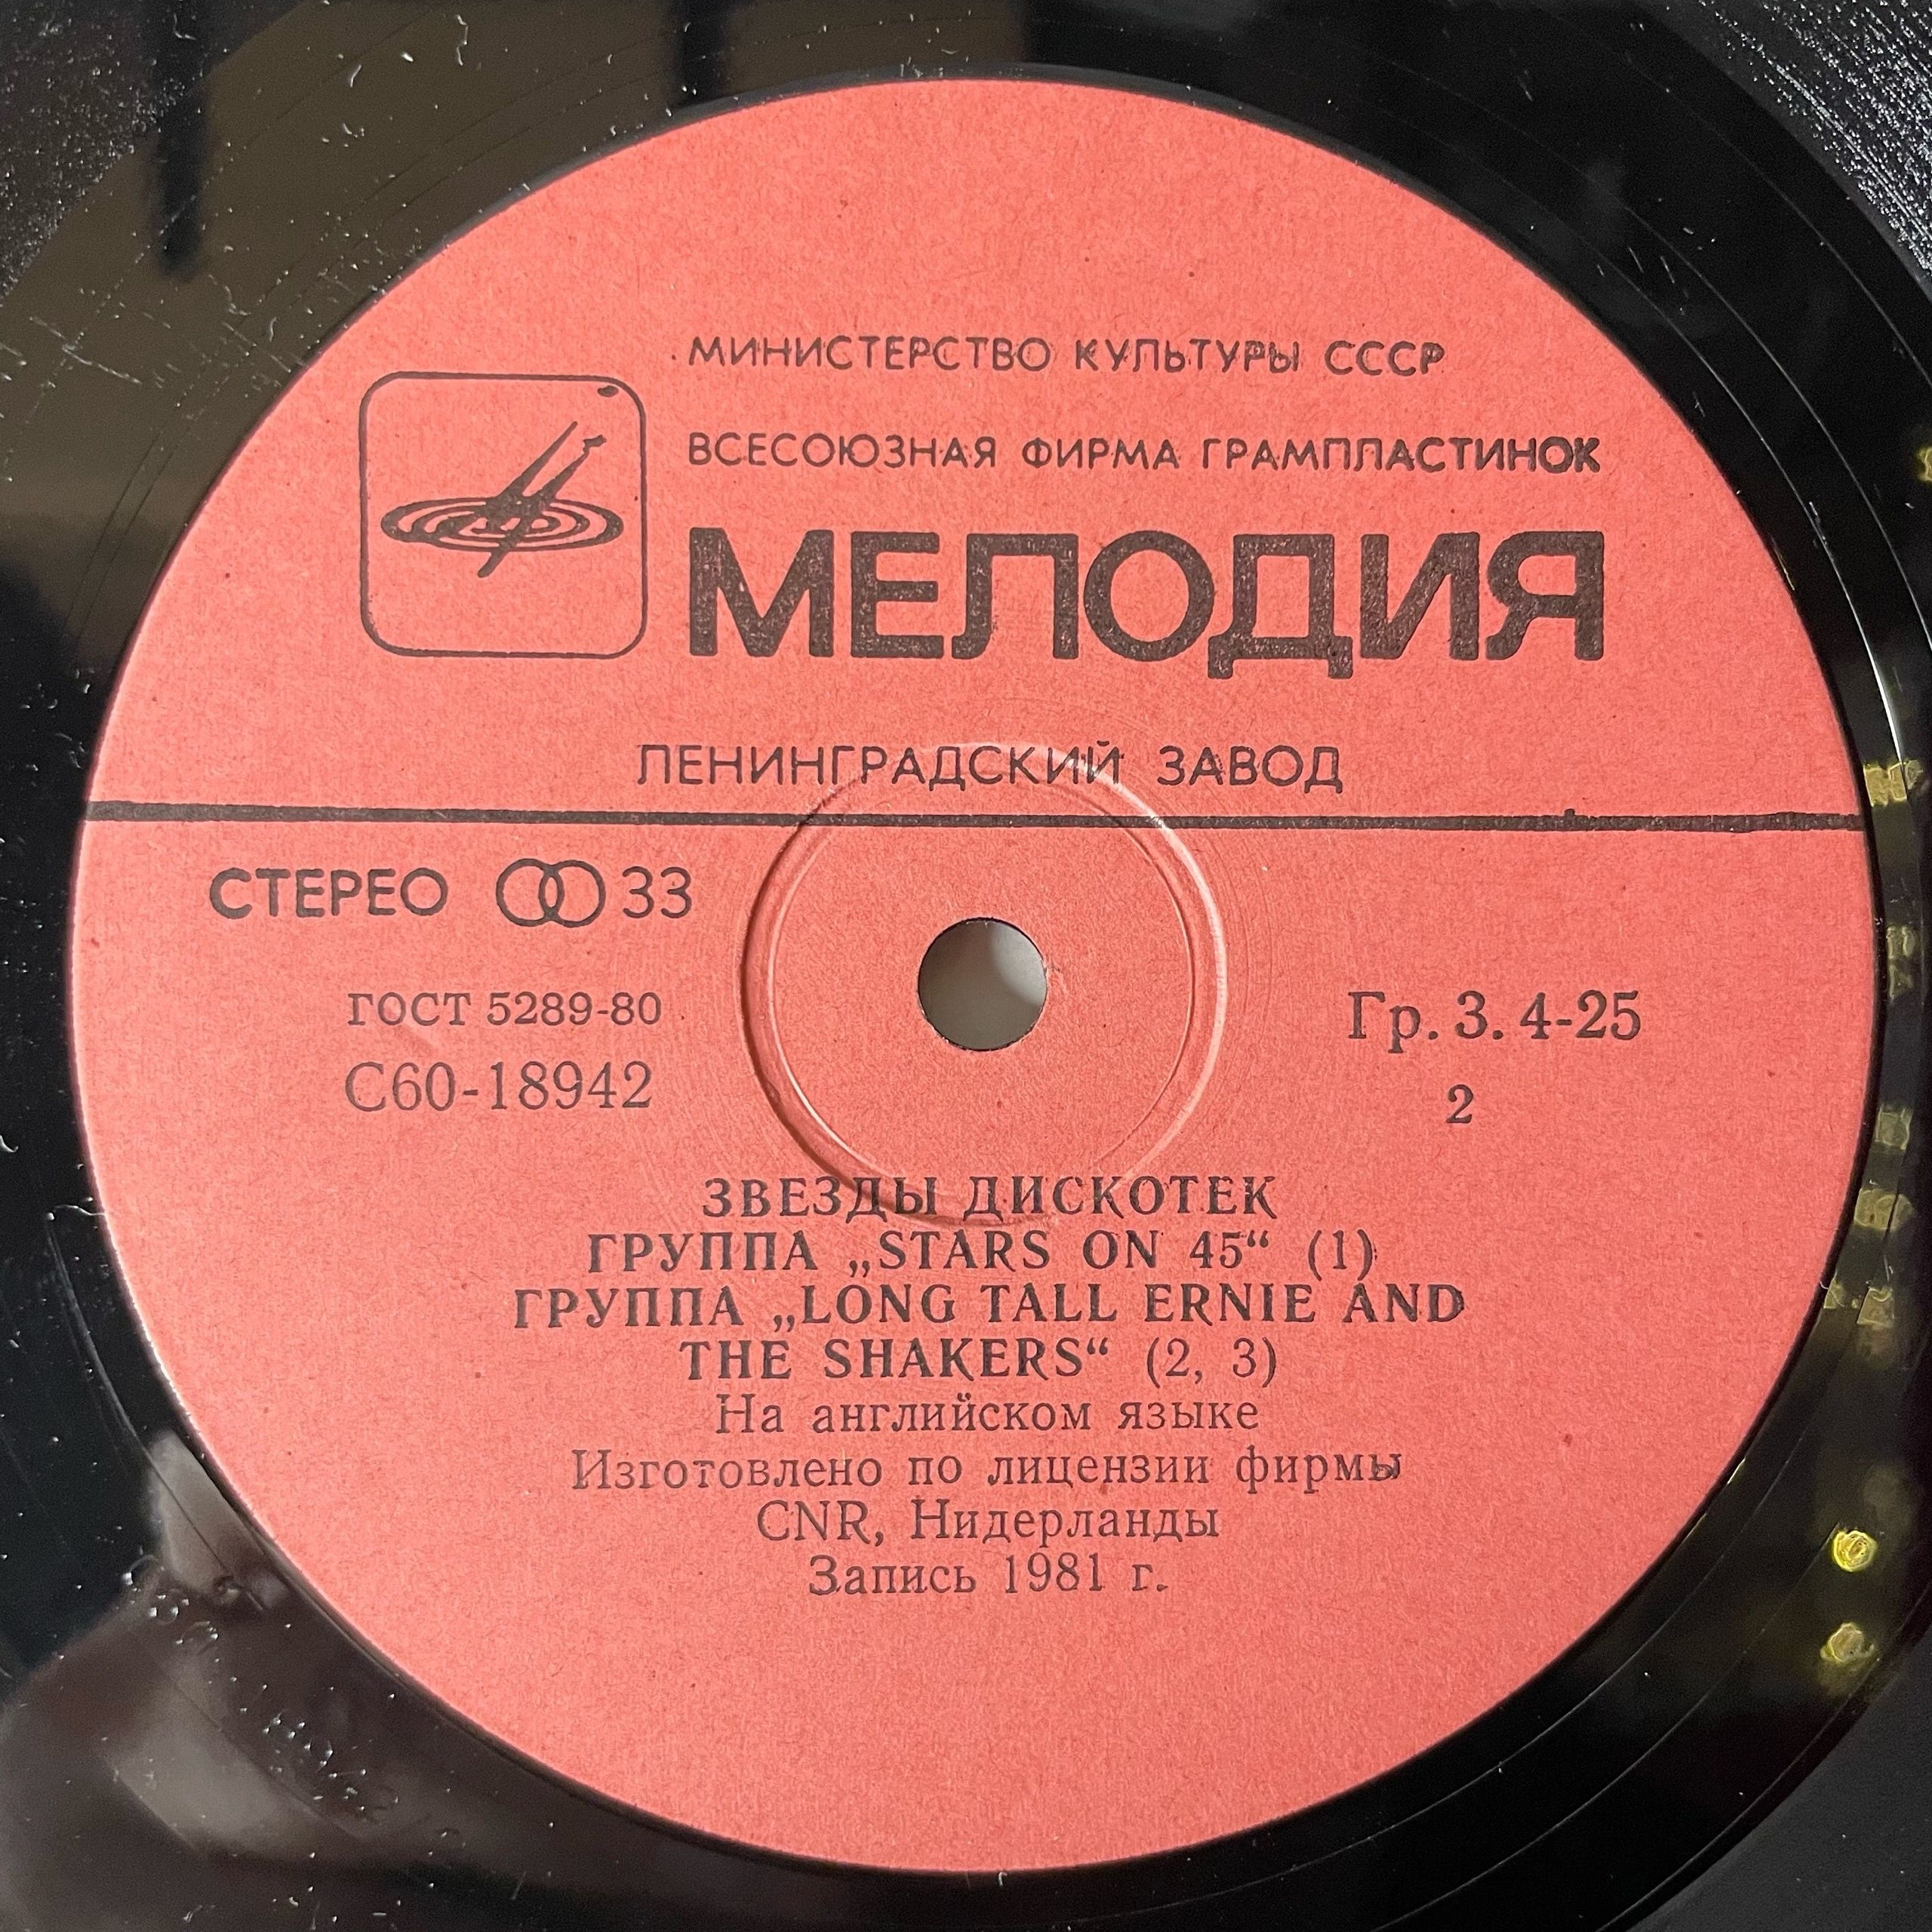 МИНИСТЕРСТВО КУЛЬТУРЫ СССР
ВСЕСОЮЗНАЯ ФИРМА ГРАМПЛАСТИНОК
МЕЛОДИЯ
ЛЕНИНГРАДСКИЙ ЗАВОД
СТЕРЕО 33
ГОСТ 5289-80
С60-18942
Гр. 3. 4-25
2
ЗВЕЗДЫ ДИСКОТЕК
ГРУППА „STARS ON 45“ (1)
ГРУППА „LONG TALL ERNIE AND
THE SHAKERS“ (2, 3)
На английском языке
Изготовлено по лицензии фирмы
CNR, Нидерланды
Запись 1981 г.